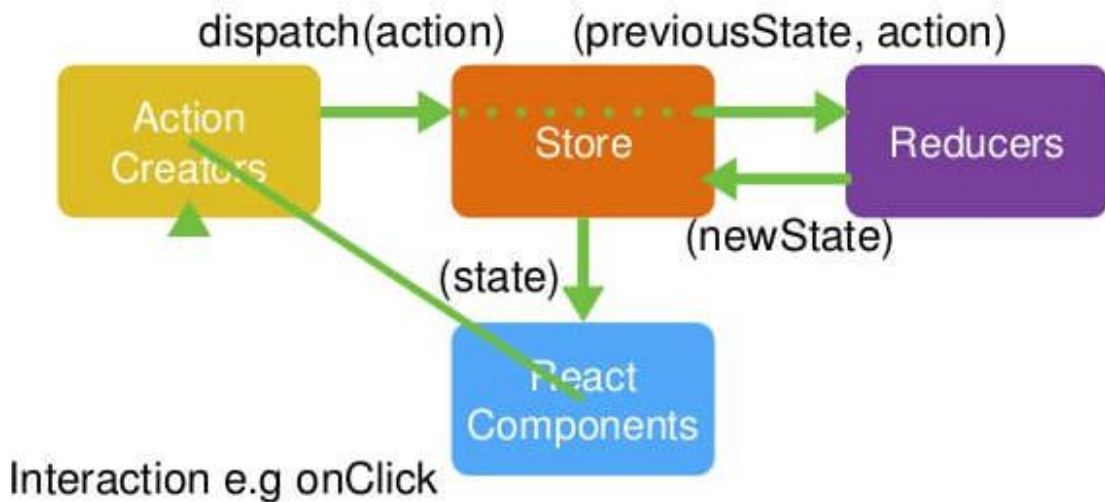 dispatch(action)
(previousState, action)
Action
Creators
Store
Reducers
(newState)
(state)
React
Components
Interaction e.g onClick